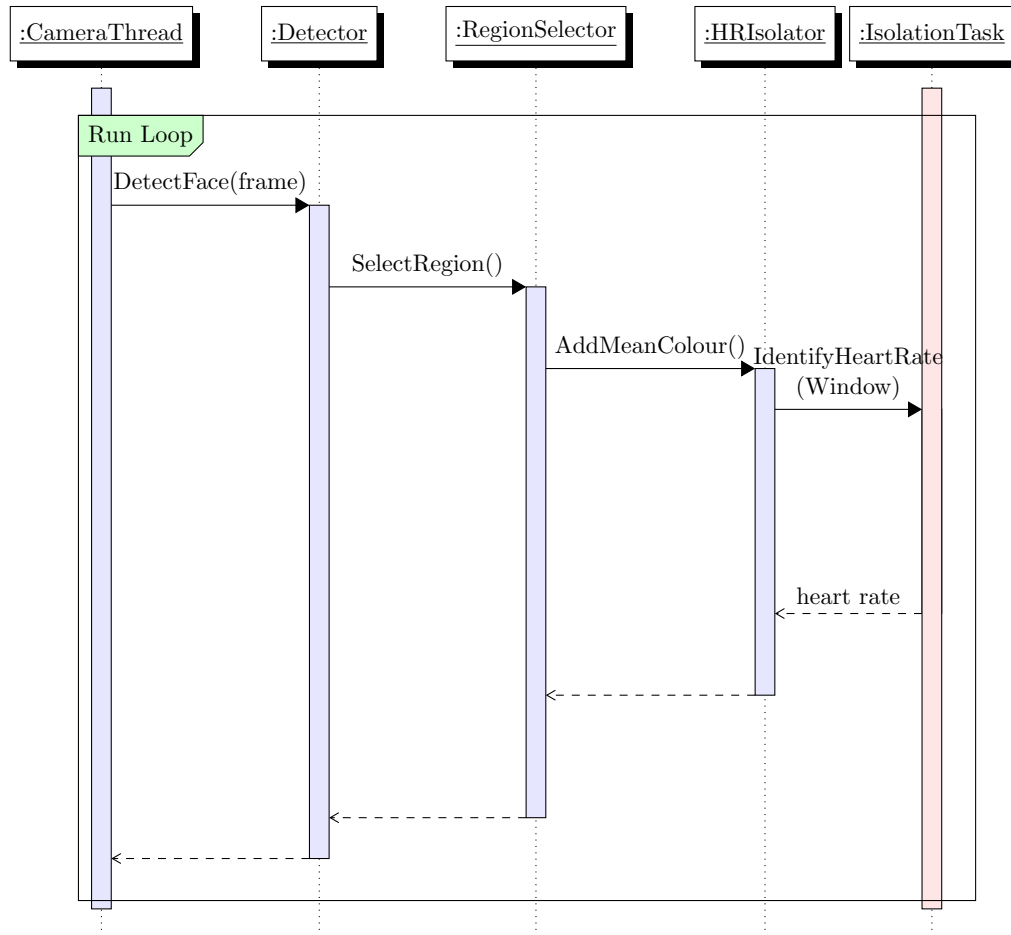 :CameraThread
:Detector
:RegionSelector
:HRIsolator
:IsolationTask
Run Loop
DetectFace(frame)
SelectRegion()
AddMeanColour()
IdentifyHeartRate
(Window)
heart rate